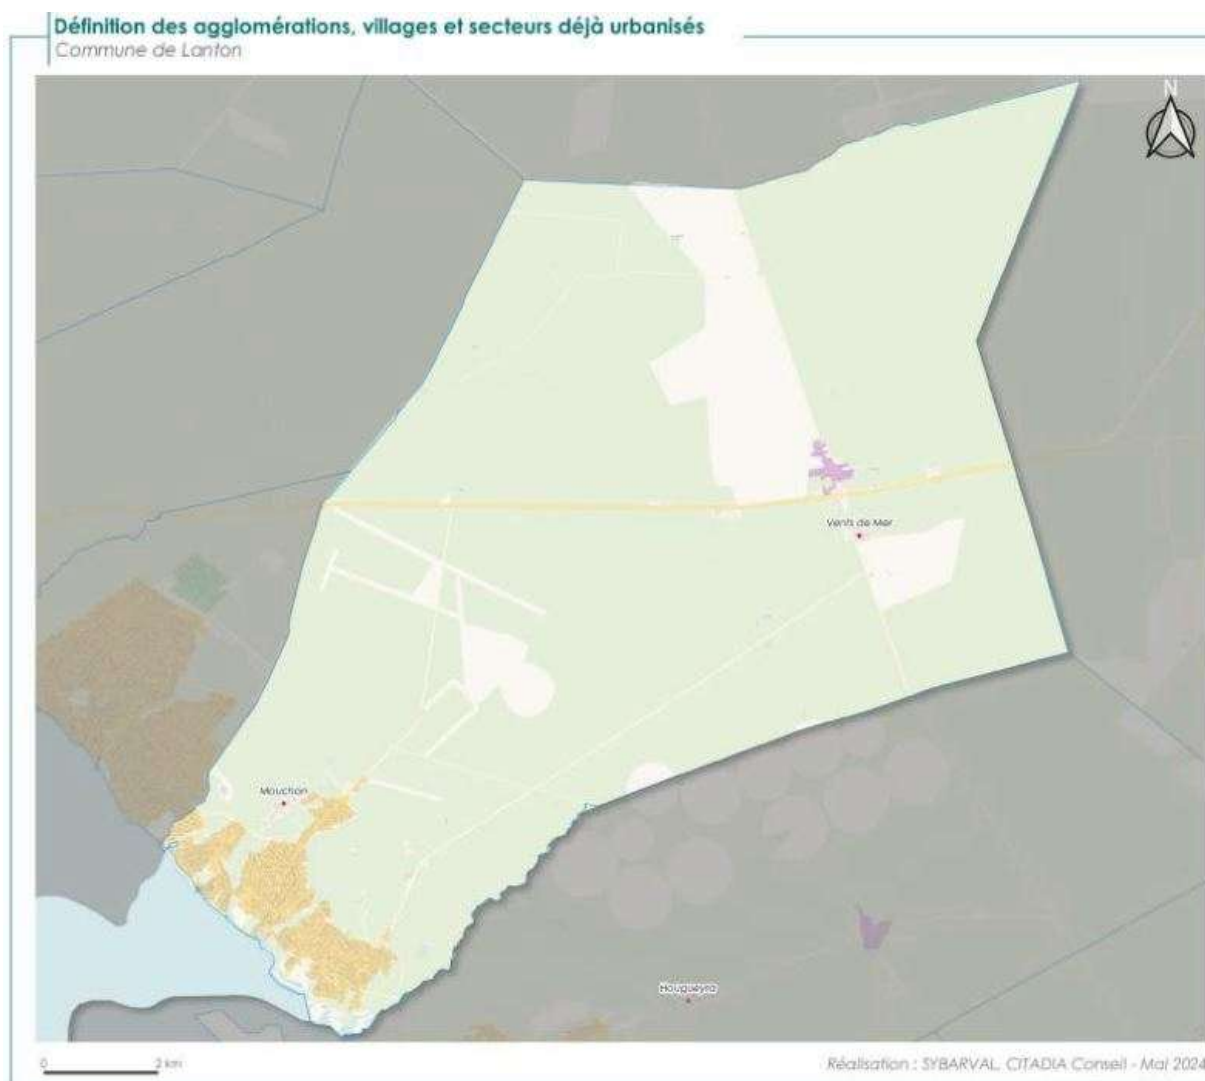 Définition des agglomérations, villages et secteurs déjà urbanisés
Commune de Lanton
N
Vents de Mer
Mouchon
Hougueyra
0 2 km
Réalisation : SYBARVAL, CITADIA Conseil - Mai 2024